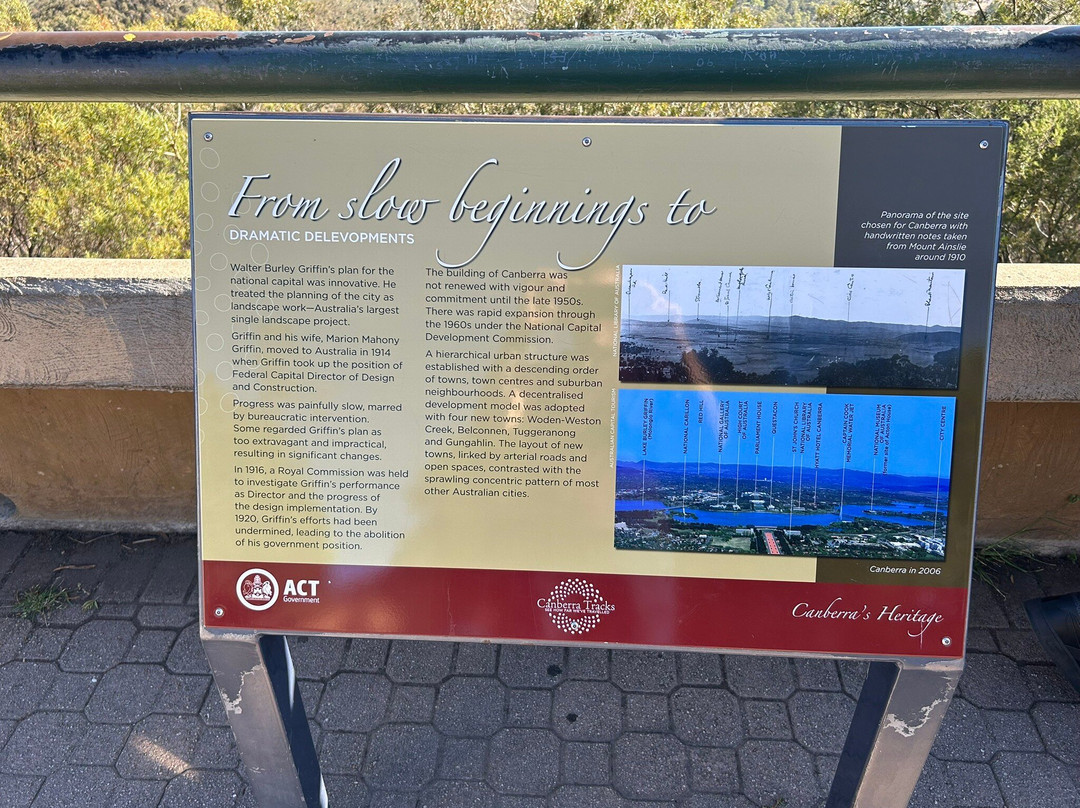 From slow beginnings to
DRAMATIC DELEVOPMENTS
Walter Burley Griffin's plan for the
national capital was innovative. He
treated the planning of the city as
landscape work—Australia's largest
single landscape project.
Griffin and his wife, Marion Mahony
Griffin, moved to Australia in 1914
when Griffin took up the position of
Federal Capital Director of Design
and Construction.
Progress was painfully slow, marred
by bureaucratic intervention.
Some regarded Griffin's plan as
too extravagant and impractical,
resulting in significant changes.
In 1916, a Royal Commission was held
to investigate Griffin's performance
as Director and the progress of
the design implementation. By
1920, Griffin's efforts had been
undermined, leading to the abolition
of his government position.
The building of Canberra was
not renewed with vigour and
commitment until the late 1950s.
There was rapid expansion through
the 1960s under the National Capital
Development Commission.
A hierarchical urban structure was
established with a descending order
of towns, town centres and suburban
neighbourhoods. A decentralised
development model was adopted
with four new towns: Woden-Weston
Creek, Belconnen, Tuggeranong
and Gungahlin. The layout of new
towns, linked by arterial roads and
open spaces, contrasted with the
sprawling concentric pattern of most
other Australian cities.
Panorama of the site
chosen for Canberra with
handwritten notes taken
from Mount Ainslie
around 1910
NATIONAL LIBRARY OF AUSTRALIA
AUSTRALIAN CAPITAL TOURISM
LAKE BURLEY GRIFFIN
(Molonglo River)
NATIONAL CARILLON
RED HILL
NATIONAL GALLERY
OF AUSTRALIA
HIGH COURT
OF AUSTRALIA
PARLIAMENT HOUSE
QUESTACON
ST JOHN'S CHURCH
NATIONAL LIBRARY
OF AUSTRALIA
HYATT HOTEL CANBERRA
CAPTAIN COOK
MEMORIAL WATER JET
NATIONAL MUSEUM
OF AUSTRALIA
(former site of Acton Home)
CITY CENTRE
Canberra in 2006
ACT
Government
Canberra Tracks
SEE HOW FAR WE'VE TRAVELLED
Canberra's Heritage